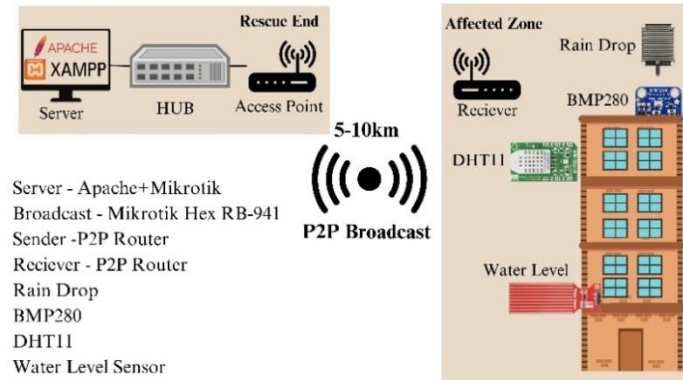 Rescue End
APACHE
XAMPP
Server
HUB
Access Point
Affected Zone
Reciever
Rain Drop
BMP280
DHT11
Water Level
5-10km
P2P Broadcast
Server - Apache+Mikrotik
Broadcast - Mikrotik Hex RB-941
Sender -P2P Router
Reciever - P2P Router
Rain Drop
BMP280
DHT11
Water Level Sensor